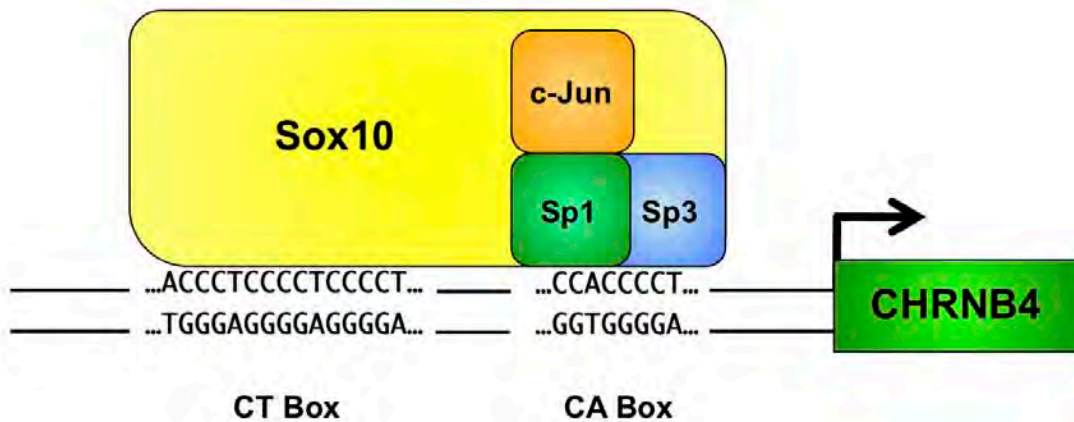 c-Jun
Sox10
Sp1 Sp3
...ACCCTCCCCTCCCCT... ...CCACCCCT...
...TGGGAGGGGAGGGGA... ...GGTGGGGA...
CHRNB4
CT Box CA Box